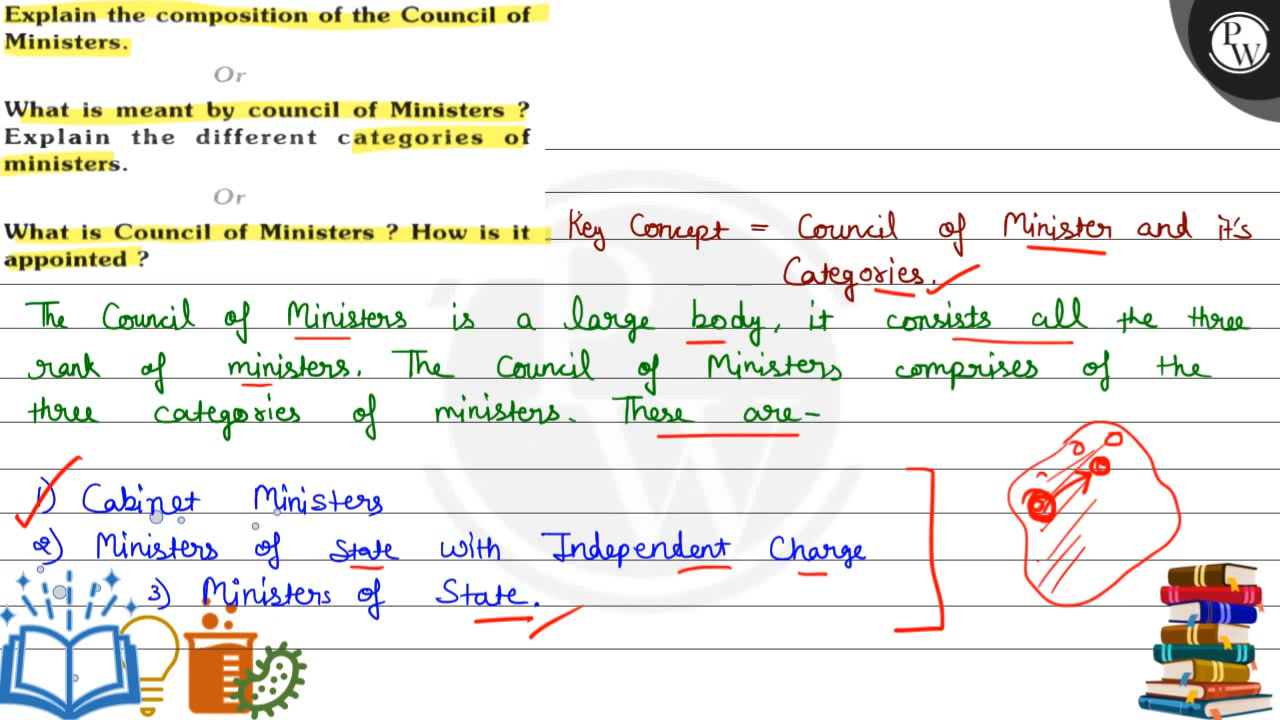 Explain the composition of the Council of
Ministers.
Or
What is meant by council of Ministers ?
Explain the different categories of
ministers.
Or
What is Council of Ministers ? How is it
appointed ?
PW
Key Concept = Council of Minister and it's
Categories.
The Council of Ministers is a large body, it consists all the three
rank of ministers. The Council of Ministers comprises of the
three categories of ministers. These are-
1) Cabinet Ministers
2) Ministers of State with Independent Charge
3) Ministers of State.